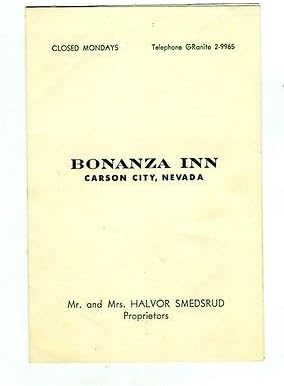 CLOSED MONDAYS Telephone GRanite 2-9965
BONANZA INN
CARSON CITY, NEVADA
Mr. and Mrs. HALVOR SMEDSRUD
Proprietors